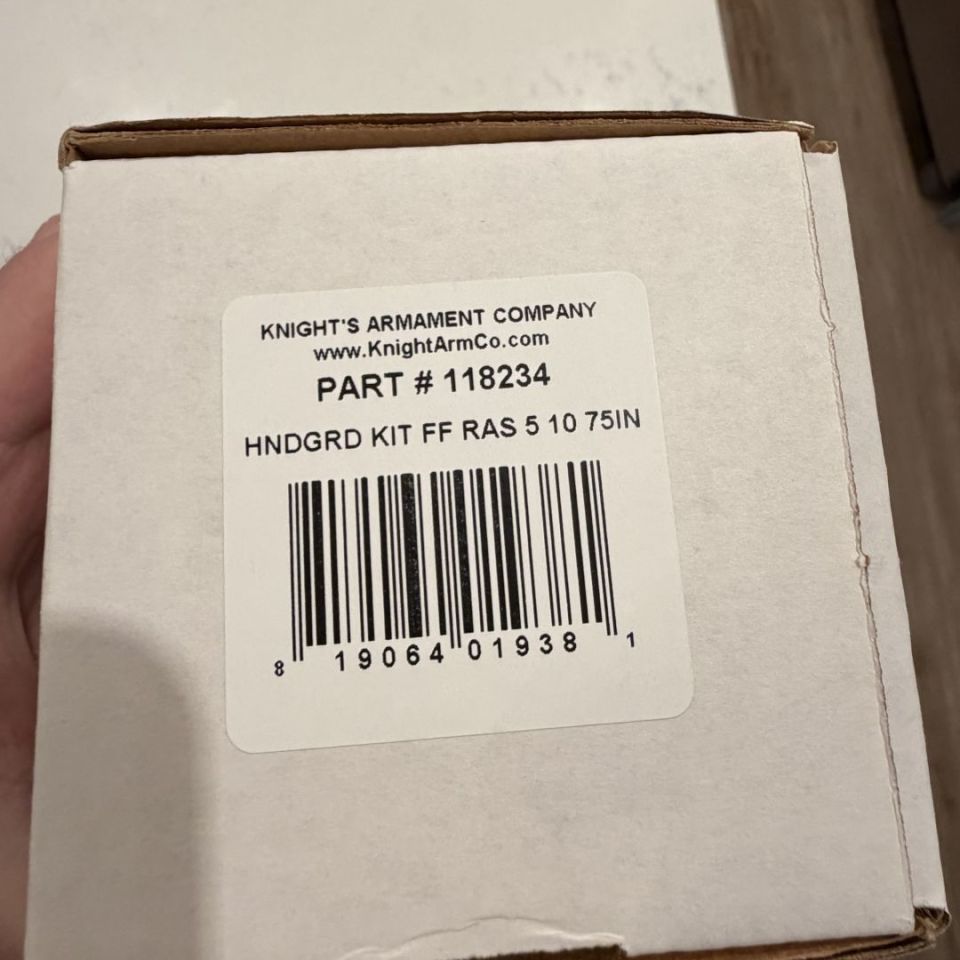 KNIGHT'S ARMAMENT COMPANY
www.KnightArmCo.com
PART # 118234
HNDGRD KIT FF RAS 5 10 75IN
8 19064 01938 1